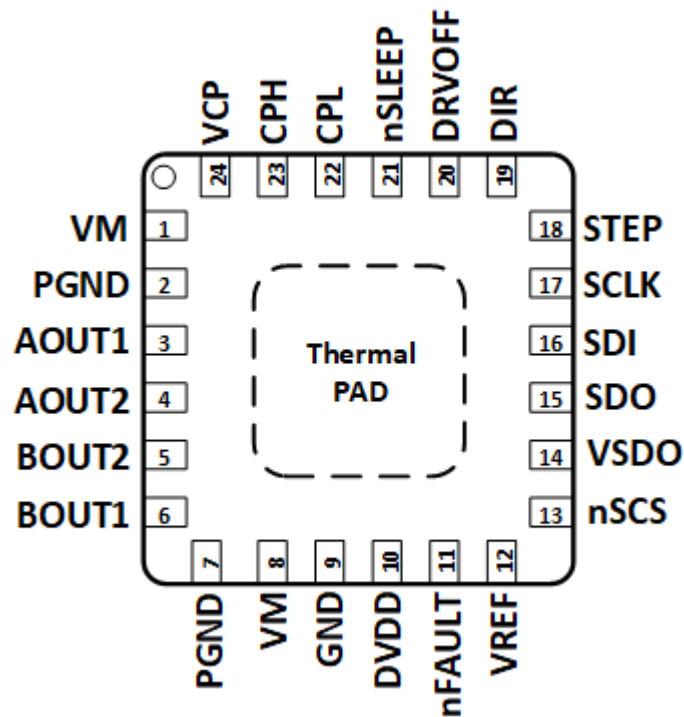 VCP
CPH
CPL
nSLEEP
DRVOFF
DIR
24
23
22
21
20
19
VM 1
PGND 2
AOUT1 3
AOUT2 4
BOUT2 5
BOUT1 6
Thermal
PAD
18 STEP
17 SCLK
16 SDI
15 SDO
14 VSDO
13 nSCS
7
8
9
10
11
12
PGND
VM
GND
DVDD
nFAULT
VREF